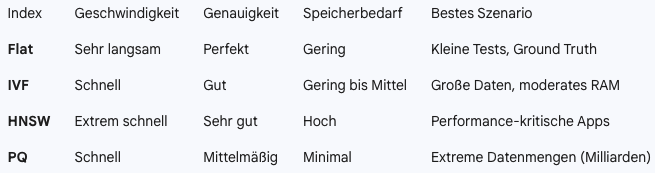 Index Geschwindigkeit Genauigkeit Speicherbedarf Bestes Szenario
Flat Sehr langsam Perfekt Gering Kleine Tests, Ground Truth
IVF Schnell Gut Gering bis Mittel Große Daten, moderates RAM
HNSW Extrem schnell Sehr gut Hoch Performance-kritische Apps
PQ Schnell Mittelmäßig Minimal Extreme Datenmengen (Milliarden)